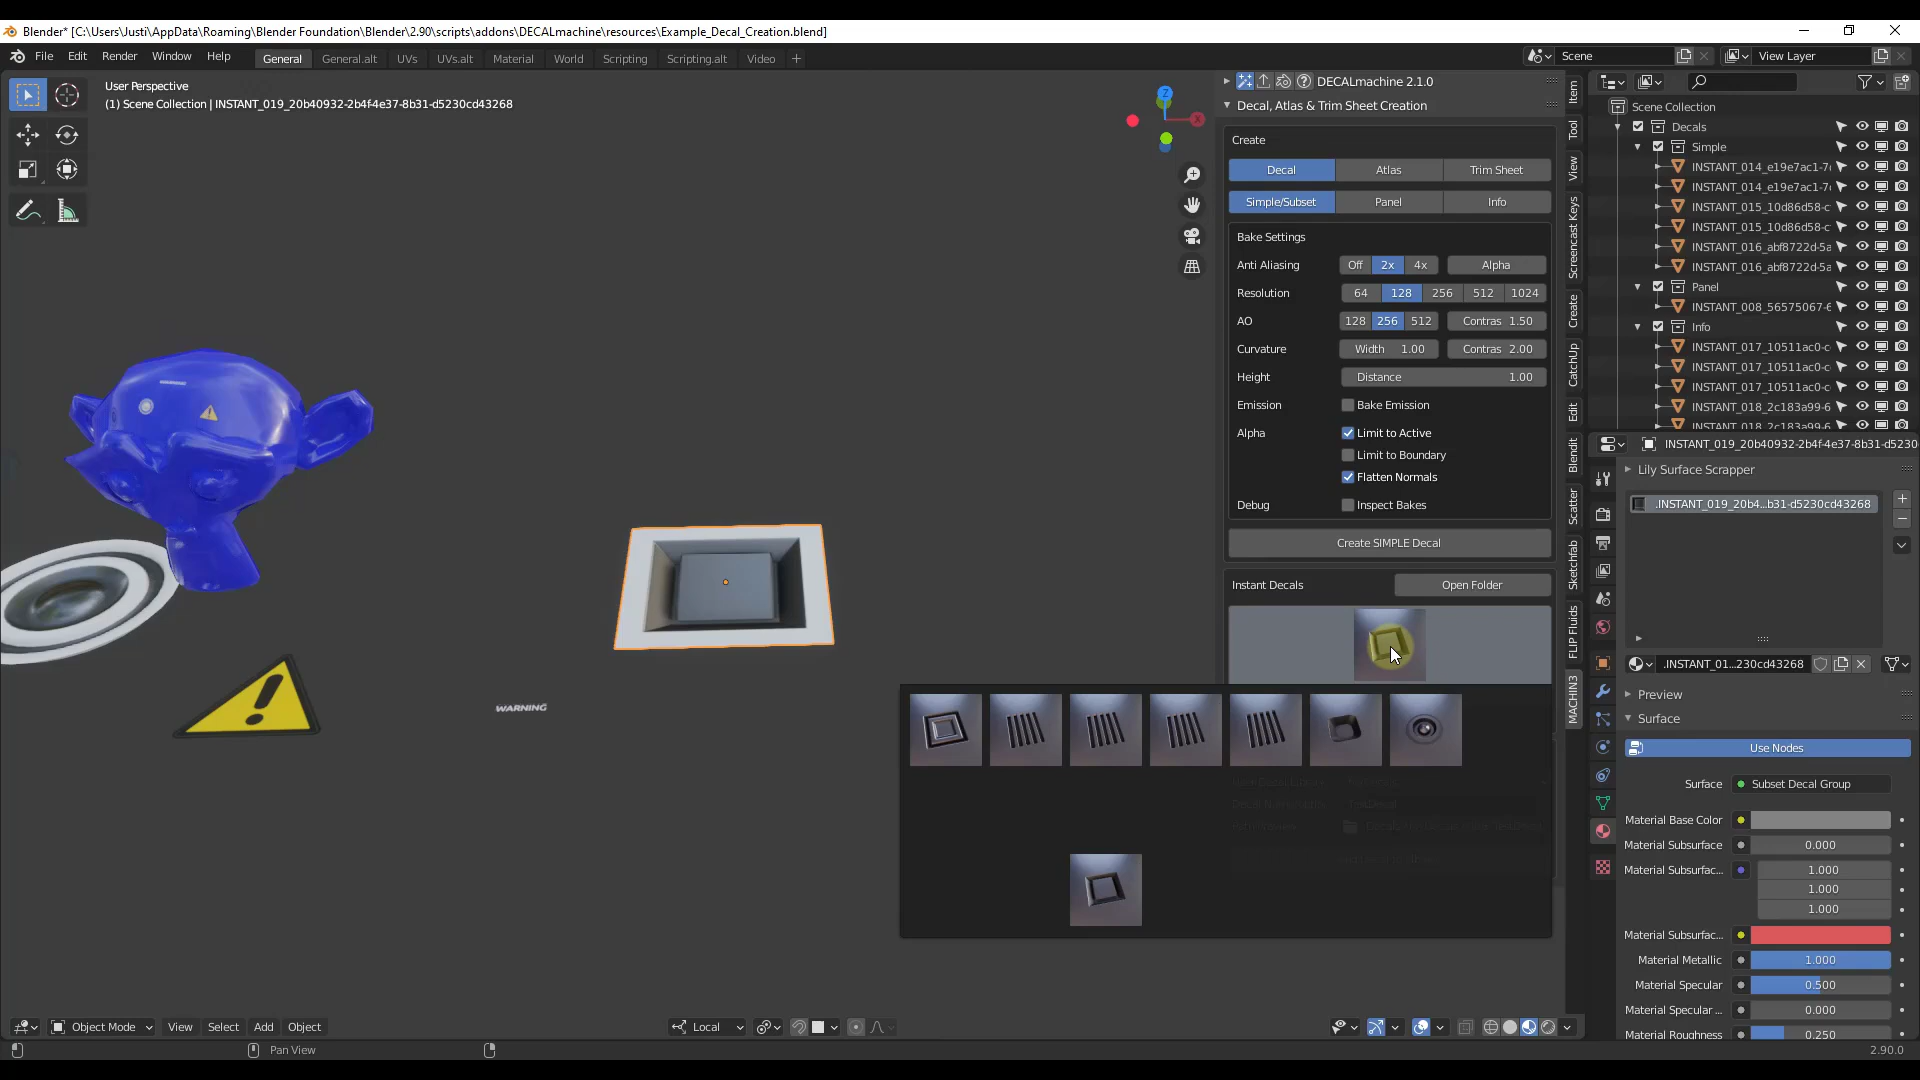 Blender* [C:\Users\Justi\AppData\Roaming\Blender Foundation\Blender\2.90\scripts\addons\DECALmachine\resources\Example_Decal_Creation.blend]
File Edit Render Window Help
General General.alt UVs UVs.alt Material World Scripting Scripting.alt Video +
Scene
View Layer
User Perspective
(1) Scene Collection | INSTANT_019_20b40932-2b4f-4e37-8b31-d5230cd43268
Z
X
WARNING
DECALmachine 2.1.0
Decal, Atlas & Trim Sheet Creation
Create
Decal Atlas Trim Sheet
Simple/Subset Panel Info
Bake Settings
Anti Aliasing Off 2x 4x Alpha
Resolution 64 128 256 512 1024
AO 128 256 512 Contras 1.50
Curvature Width 1.00 Contras 2.00
Height Distance 1.00
Emission Bake Emission
Alpha Limit to Active
Limit to Boundary
Flatten Normals
Debug Inspect Bakes
Create SIMPLE Decal
Instant Decals Open Folder
Item
Tool
View
Screencast Keys
Create
CatchUp
Edit
Blendit
Scatter
Sketchfab
FLIP Fluids
MACHIN3
Scene Collection
Decals
Simple
INSTANT_014_e19e7ac1-7
INSTANT_014_e19e7ac1-7
INSTANT_015_10d86d58-c
INSTANT_015_10d86d58-c
INSTANT_016_abf8722d-5a
INSTANT_016_abf8722d-5a
Panel
INSTANT_008_56575067-6
Info
INSTANT_017_10511ac0-c
INSTANT_017_10511ac0-c
INSTANT_017_10511ac0-c
INSTANT_018_2c183a99-6
INSTANT_018_2c183a99-6
INSTANT_019_20b40932-2b4f-4e37-8b31-d5230
Lily Surface Scrapper
.INSTANT_019_20b4...b31-d5230cd43268
.INSTANT_01...230cd43268
Preview
Surface
Use Nodes
Surface Subset Decal Group
Material Base Color
Material Subsurface 0.000
Material Subsurfac... 1.000
1.000
1.000
Material Subsurfac...
Material Metallic 1.000
Material Specular 0.500
Material Specular ... 0.000
Material Roughness 0.250
Object Mode View Select Add Object
Local
Pan View
2.90.0